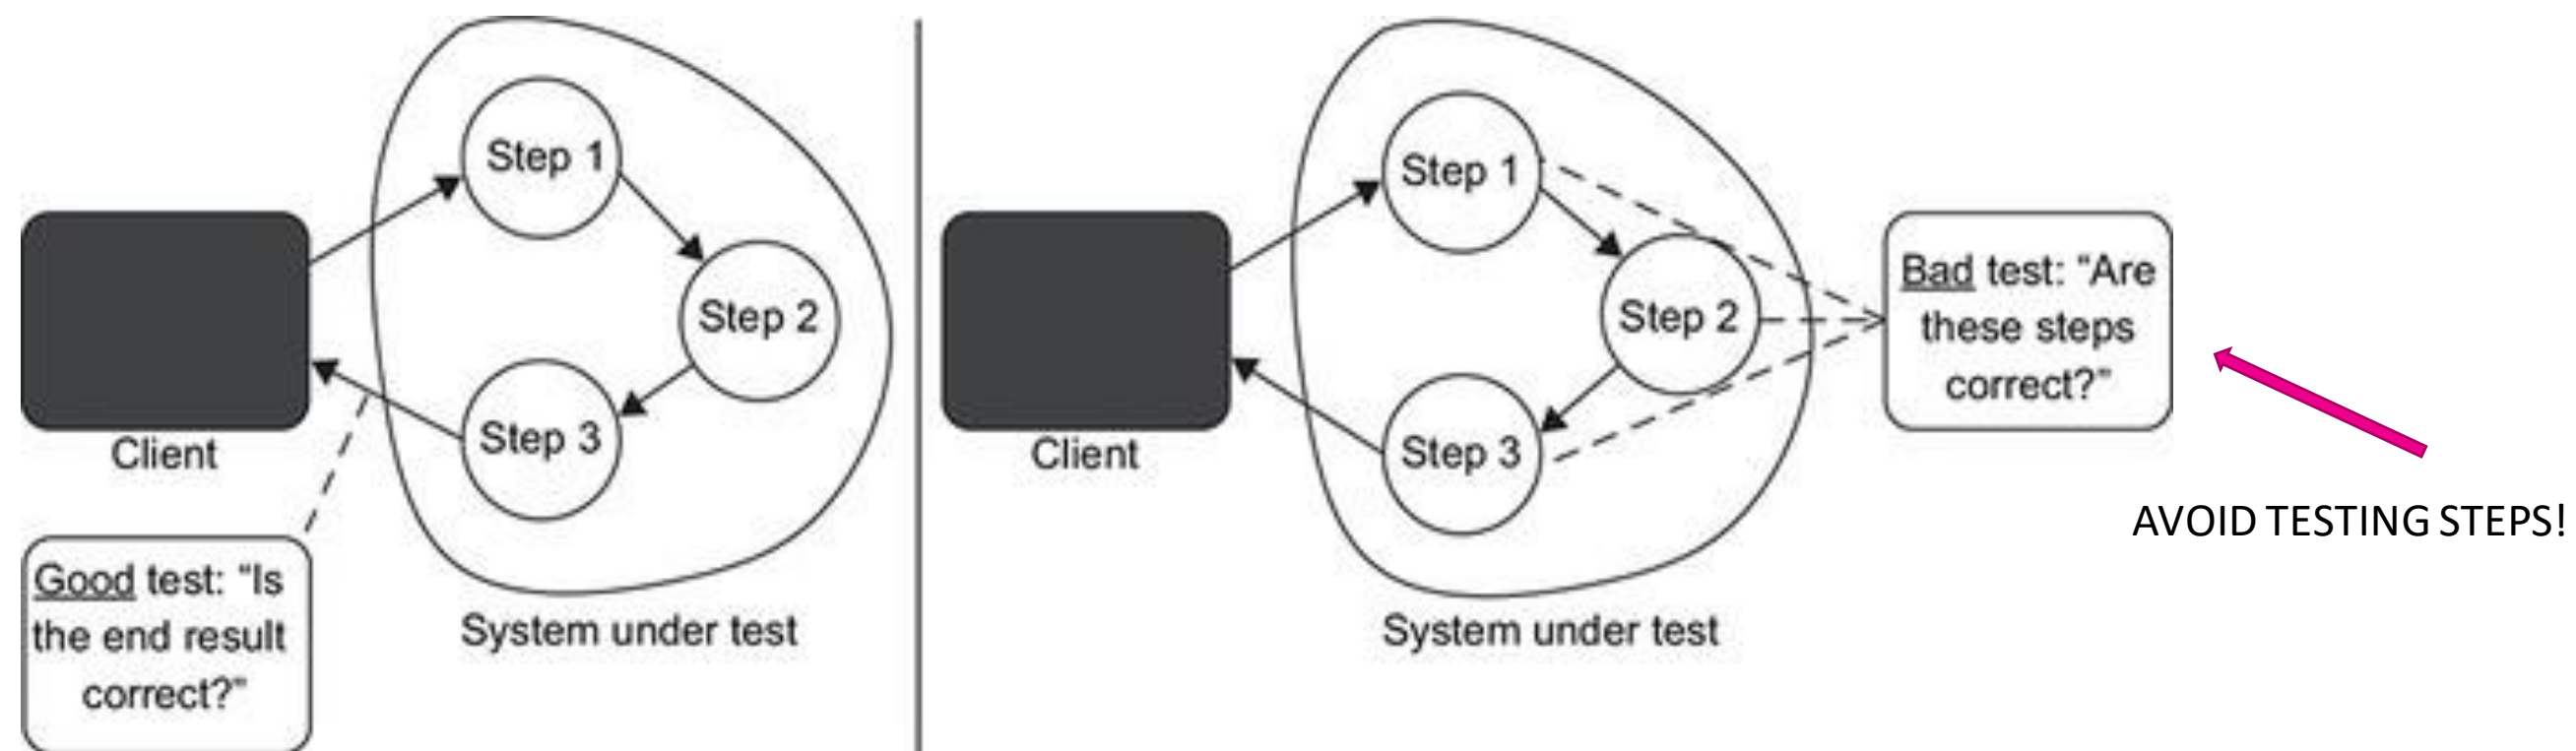 Step 1
Step 2
Step 3
Client
Good test: “Is
the end result
correct?”
System under test
Step 1
Step 2
Step 3
Client
System under test
Bad test: “Are
these steps
correct?”
AVOID TESTING STEPS!